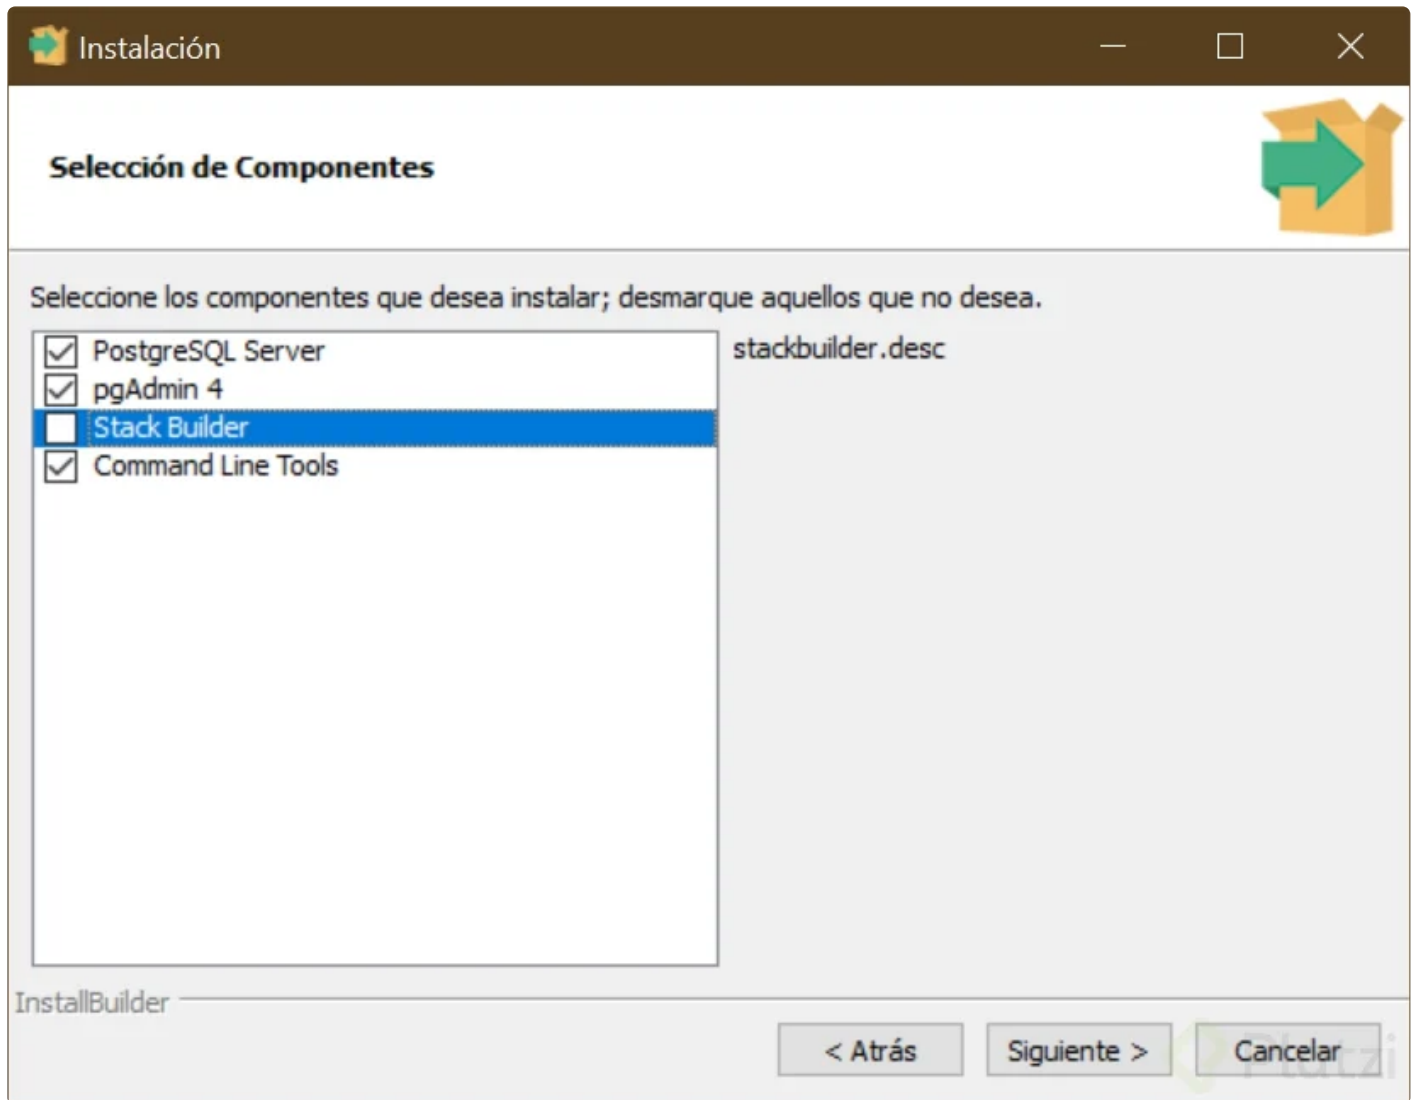 Instalación
Selección de Componentes
Seleccione los componentes que desea instalar; desmarque aquellos que no desea.
PostgreSQL Server
stackbuilder.desc
pgAdmin 4
Stack Builder
Command Line Tools
InstallBuilder
< Atrás
Siguiente >
Cancelar
Platzi